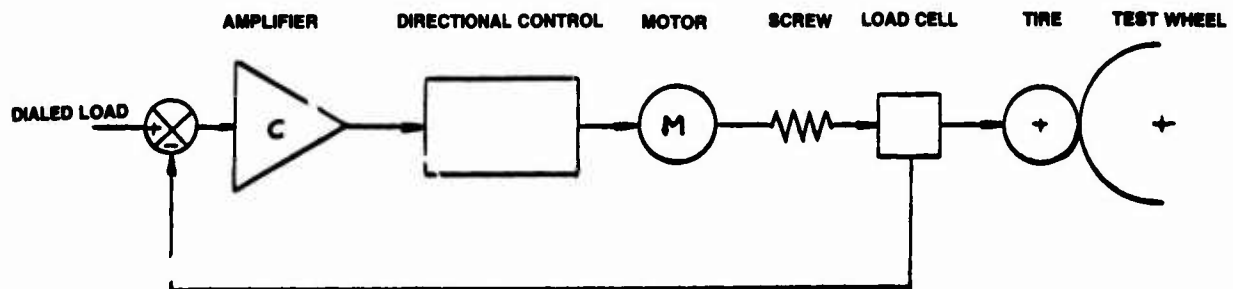 AMPLIFIER DIRECTIONAL CONTROL MOTOR SCREW LOAD CELL TIRE TEST WHEEL
DIALED LOAD
+ - C M + +